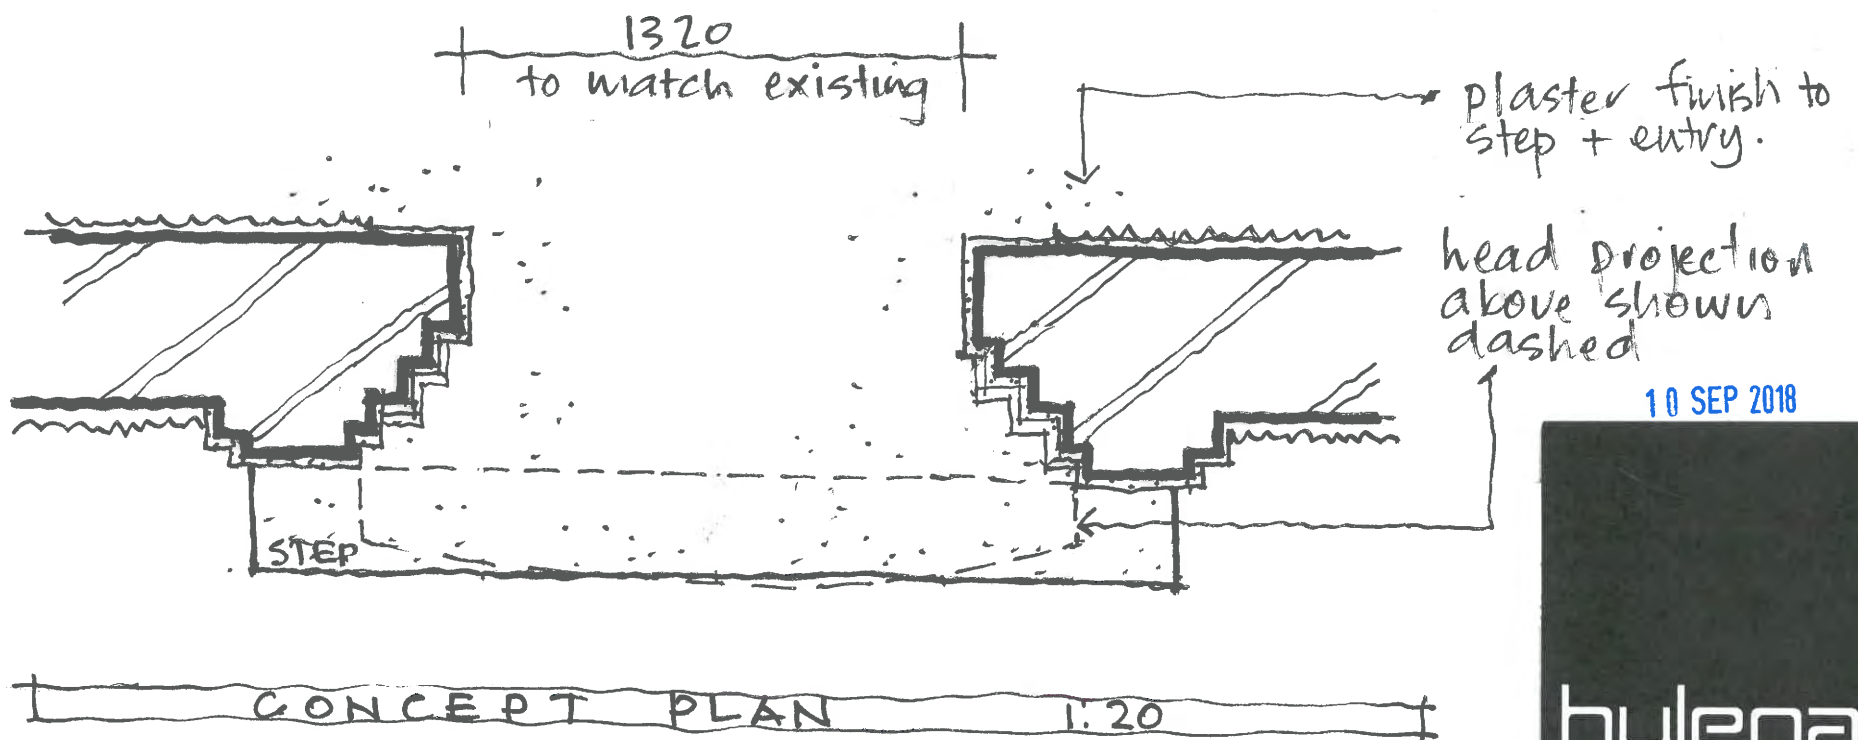 1320
to match existing
plaster finish to
step + entry.
head projection
above shown
dashed
10 SEP 2018
STEP
CONCEPT PLAN 1:20